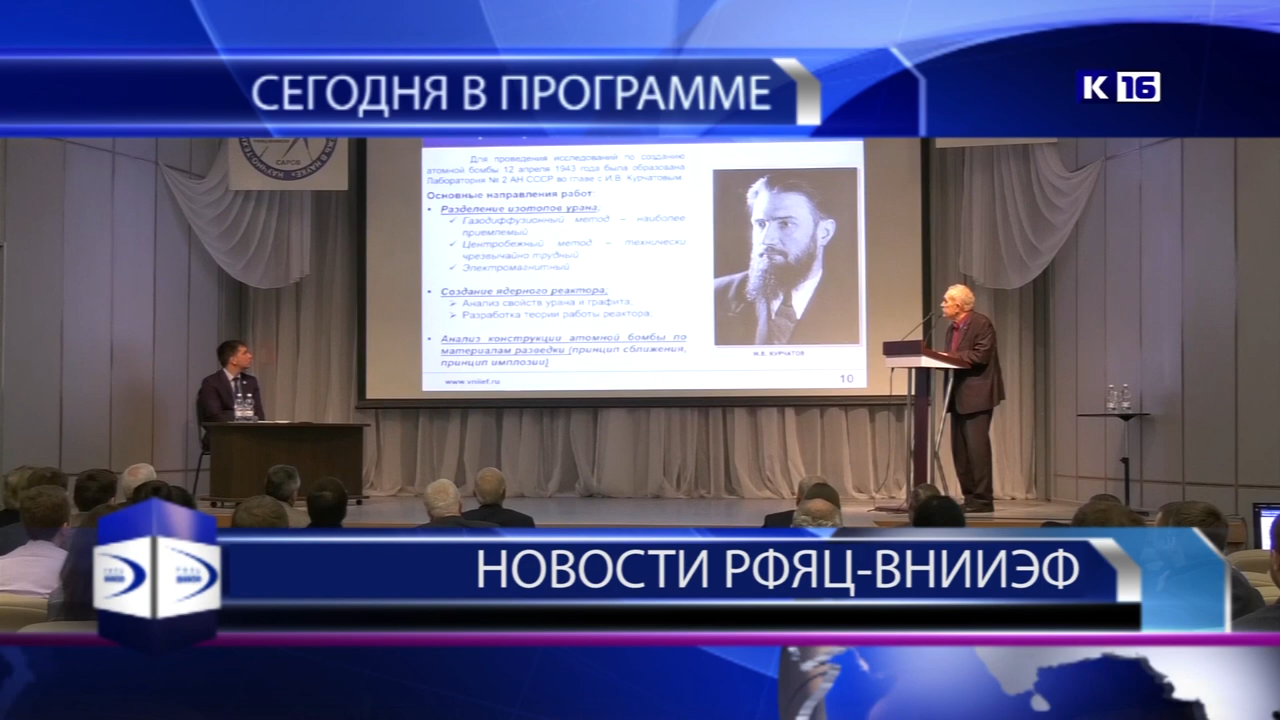 СЕГОДНЯ В ПРОГРАММЕ
К 16
САРОВ
Для проведения исследований по созданию
атомной бомбы 12 апреля 1943 года была образована
Лаборатория № 2 АН СССР во главе с И.В. Курчатовым.
Основные направления работ:
• Разделение изотопов урана:
✓ Газодиффузионный метод – наиболее
приемлемый
✓ Центробежный метод – технически
чрезвычайно трудный
✓ Электромагнитный
• Создание ядерного реактора:
➢ Анализ свойств урана и графита,
➢ Разработка теории работы реактора.
• Анализ конструкции атомной бомбы по
материалам разведки (принцип сближения,
принцип имплозии)
И.В. КУРЧАТОВ
www.vniief.ru
10
НОВОСТИ РФЯЦ-ВНИИЭФ